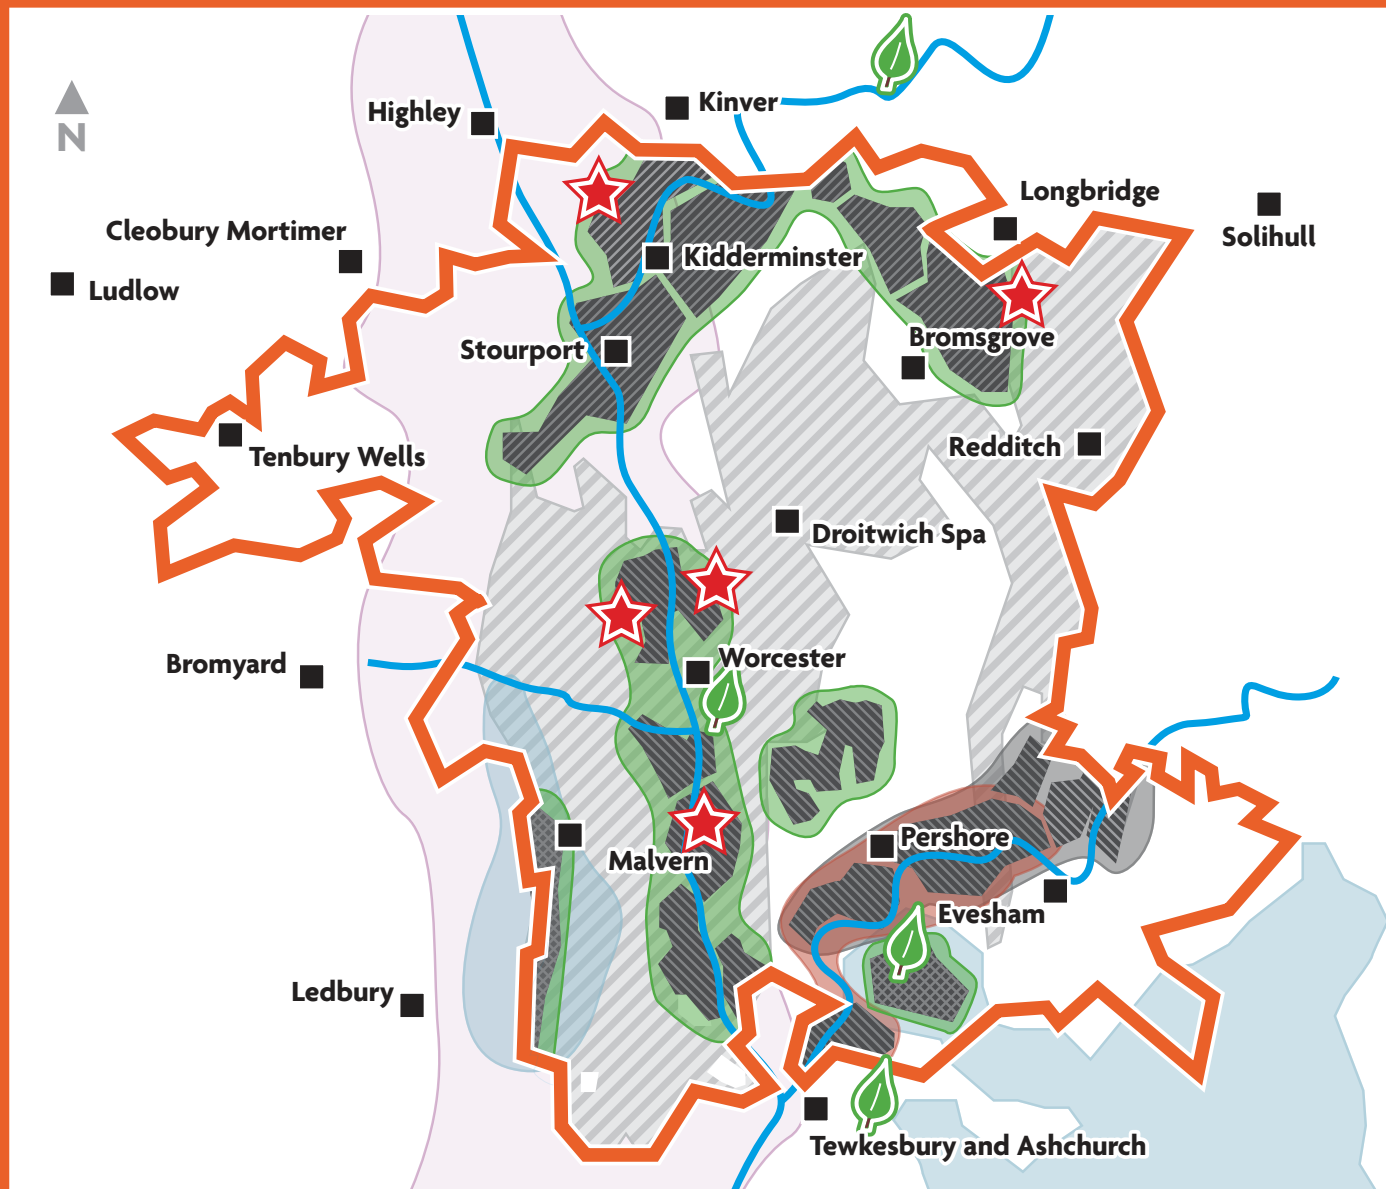 Kinver
Highley
N
Longbridge
Solihull
Cleobury Mortimer
Kidderminster
Ludlow
Bromsgrove
Stourport
Redditch
Tenbury Wells
Droitwich Spa
Worcester
Bromyard
Pershore
Malvern
Evesham
Ledbury
Tewkesbury and Ashchurch